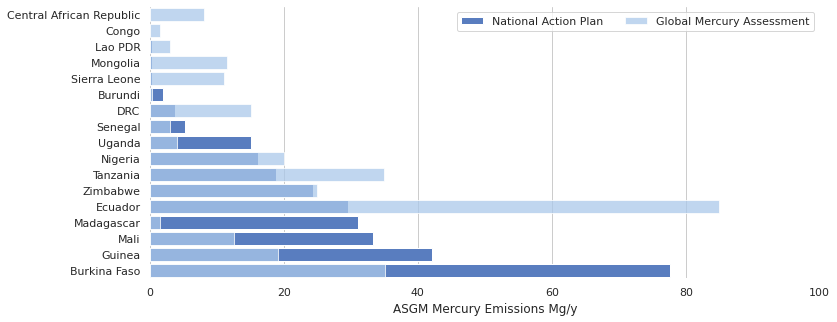 National Action Plan
Global Mercury Assessment
Central African Republic
Congo
Lao PDR
Mongolia
Sierra Leone
Burundi
DRC
Senegal
Uganda
Nigeria
Tanzania
Zimbabwe
Ecuador
Madagascar
Mali
Guinea
Burkina Faso
0 20 40 60 80 100
ASGM Mercury Emissions Mg/y